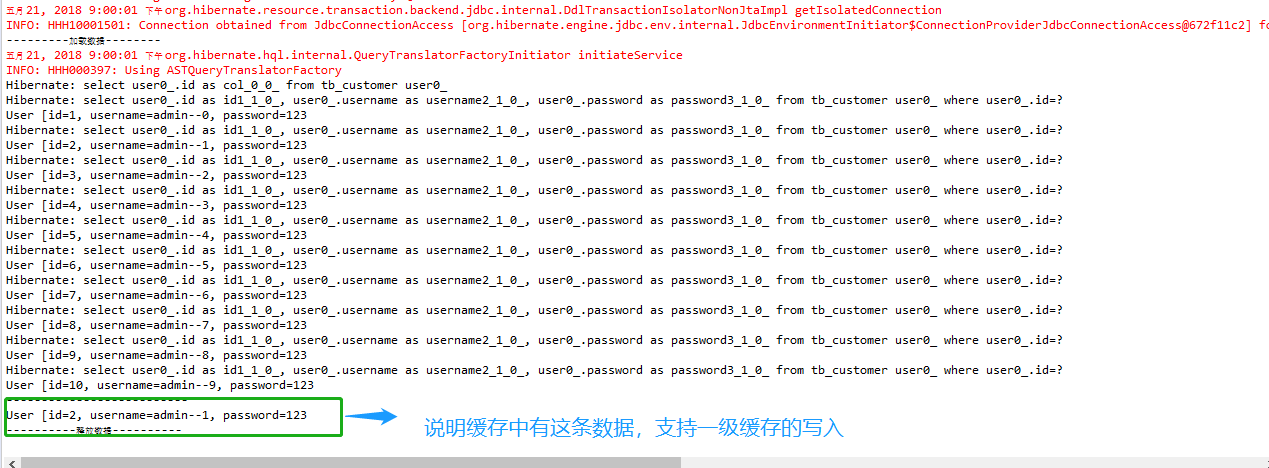 五月 21, 2018 9:00:01 下午 org.hibernate.resource.transaction.backend.jdbc.internal.DdlTransactionIsolatorNonJtaImpl getIsolatedConnection
INFO: HHH10001501: Connection obtained from JdbcConnectionAccess [org.hibernate.engine.jdbc.env.internal.JdbcEnvironmentInitiator$ConnectionProviderJdbcConnectionAccess@672f11c2] fo
---------加载数据--------
五月 21, 2018 9:00:01 下午 org.hibernate.hql.internal.QueryTranslatorFactoryInitiator initiateService
INFO: HHH000397: Using ASTQueryTranslatorFactory
Hibernate: select user0_.id as col_0_0_ from tb_customer user0_
Hibernate: select user0_.id as id1_1_0_, user0_.username as username2_1_0_, user0_.password as password3_1_0_ from tb_customer user0_ where user0_.id=?
User [id=1, username=admin--0, password=123
Hibernate: select user0_.id as id1_1_0_, user0_.username as username2_1_0_, user0_.password as password3_1_0_ from tb_customer user0_ where user0_.id=?
User [id=2, username=admin--1, password=123
Hibernate: select user0_.id as id1_1_0_, user0_.username as username2_1_0_, user0_.password as password3_1_0_ from tb_customer user0_ where user0_.id=?
User [id=3, username=admin--2, password=123
Hibernate: select user0_.id as id1_1_0_, user0_.username as username2_1_0_, user0_.password as password3_1_0_ from tb_customer user0_ where user0_.id=?
User [id=4, username=admin--3, password=123
Hibernate: select user0_.id as id1_1_0_, user0_.username as username2_1_0_, user0_.password as password3_1_0_ from tb_customer user0_ where user0_.id=?
User [id=5, username=admin--4, password=123
Hibernate: select user0_.id as id1_1_0_, user0_.username as username2_1_0_, user0_.password as password3_1_0_ from tb_customer user0_ where user0_.id=?
User [id=6, username=admin--5, password=123
Hibernate: select user0_.id as id1_1_0_, user0_.username as username2_1_0_, user0_.password as password3_1_0_ from tb_customer user0_ where user0_.id=?
User [id=7, username=admin--6, password=123
Hibernate: select user0_.id as id1_1_0_, user0_.username as username2_1_0_, user0_.password as password3_1_0_ from tb_customer user0_ where user0_.id=?
User [id=8, username=admin--7, password=123
Hibernate: select user0_.id as id1_1_0_, user0_.username as username2_1_0_, user0_.password as password3_1_0_ from tb_customer user0_ where user0_.id=?
User [id=9, username=admin--8, password=123
Hibernate: select user0_.id as id1_1_0_, user0_.username as username2_1_0_, user0_.password as password3_1_0_ from tb_customer user0_ where user0_.id=?
User [id=10, username=admin--9, password=123
--------------------------
User [id=2, username=admin--1, password=123
说明缓存中有这条数据，支持一级缓存的写入
----------释放数据----------